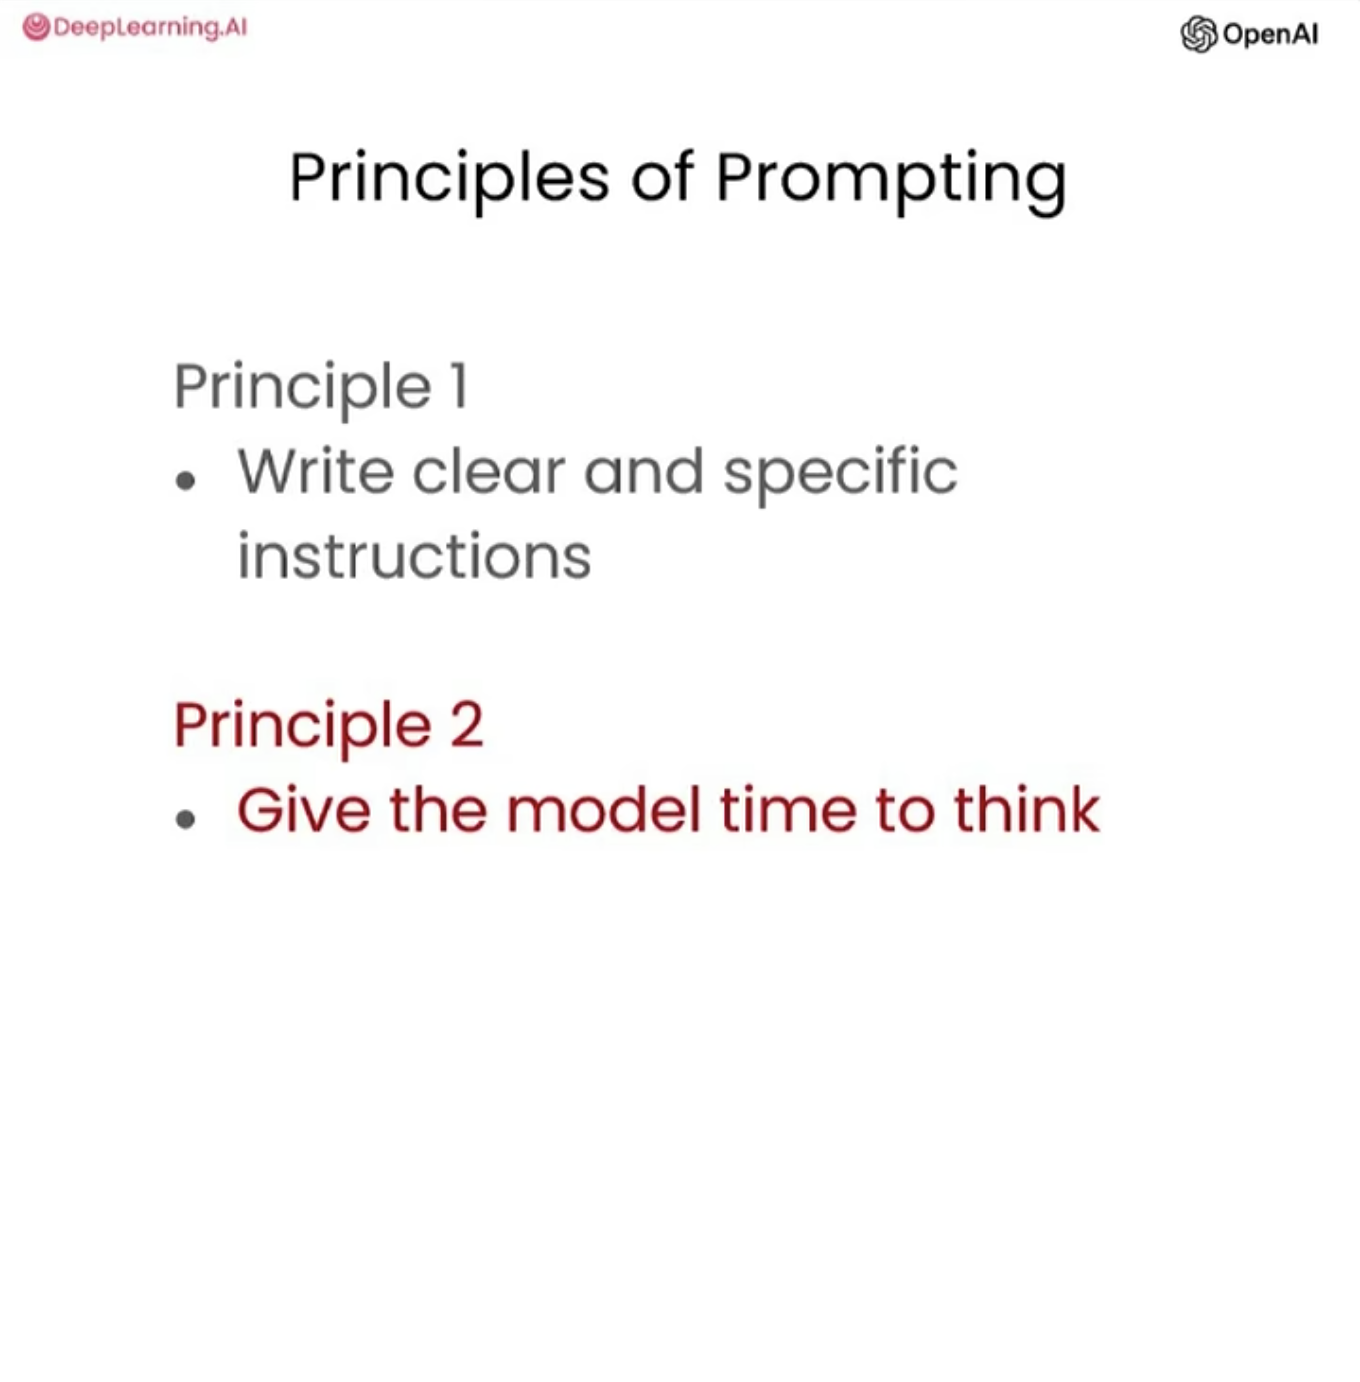 DeepLearning.AI
OpenAI
Principles of Prompting
Principle 1
• Write clear and specific
instructions
Principle 2
• Give the model time to think